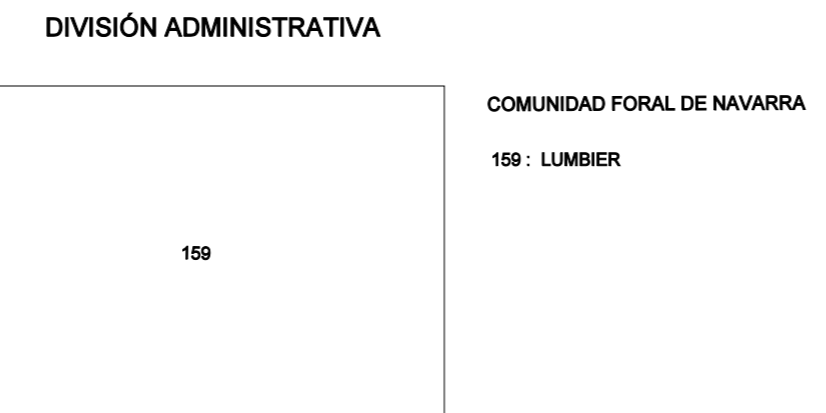 DIVISIÓN ADMINISTRATIVA
COMUNIDAD FORAL DE NAVARRA
159 : LUMBIER
159